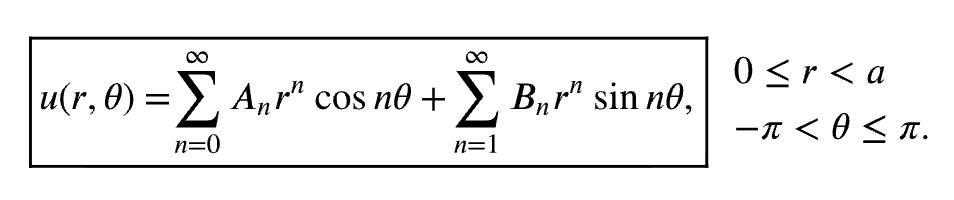 u(r, θ) = ∑_{n=0}^{∞} A_n r^n cos nθ + ∑_{n=1}^{∞} B_n r^n sin nθ,
0 ≤ r < a
−π < θ ≤ π.